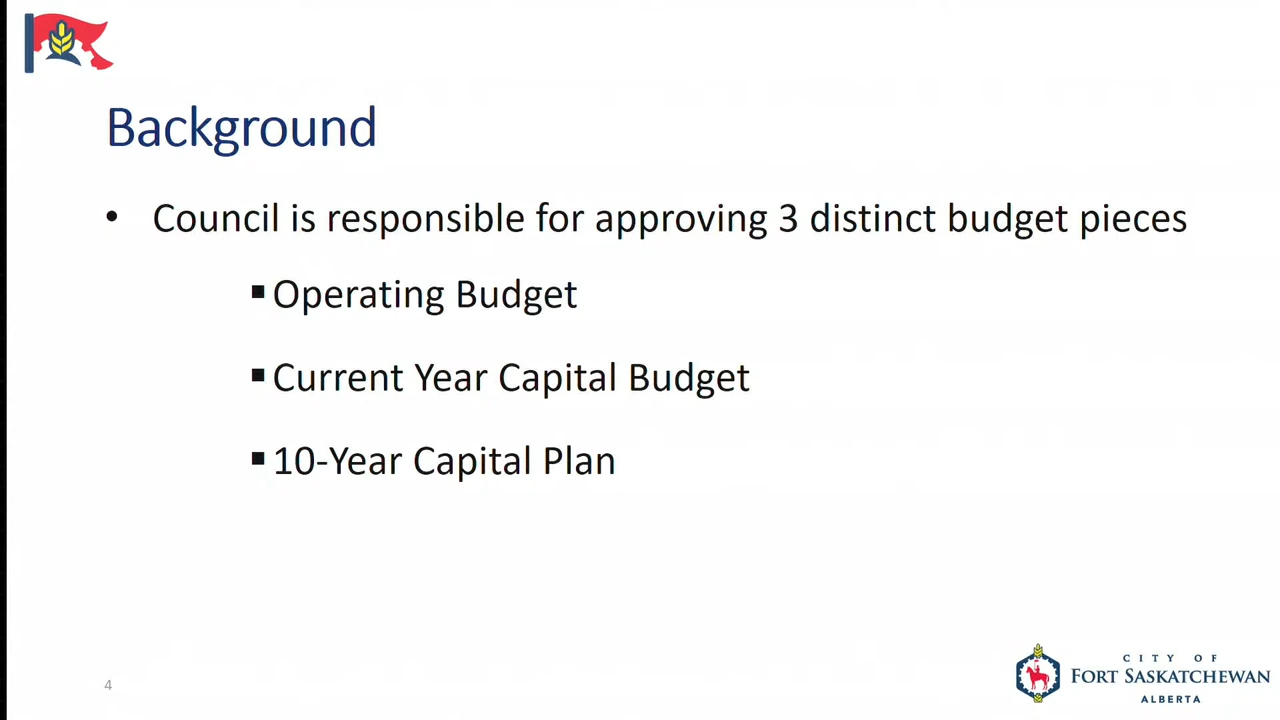 Background
• Council is responsible for approving 3 distinct budget pieces
▪ Operating Budget
▪ Current Year Capital Budget
▪ 10-Year Capital Plan
4
CITY OF
FORT SASKATCHEWAN
ALBERTA